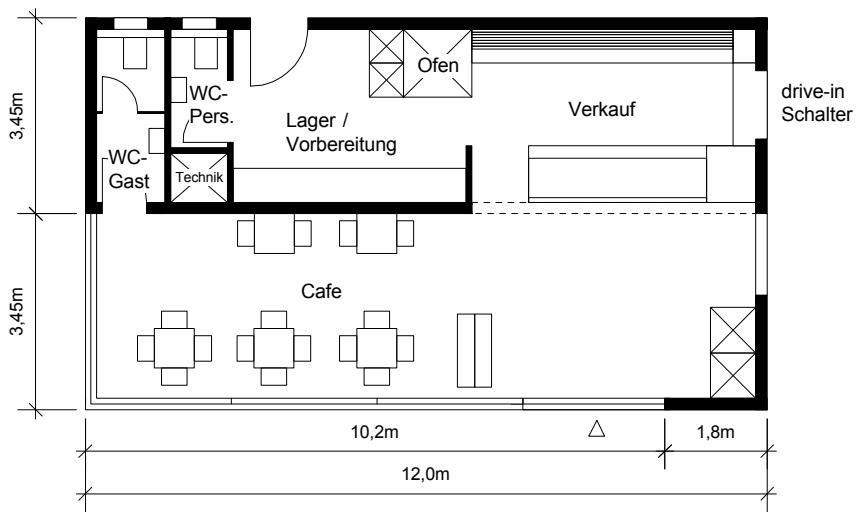 Ofen
drive-in
Schalter
WC-
Pers.
Verkauf
Lager /
Vorbereitung
3,45m
WC-
Gast
Technik
Cafe
3,45m
10,2m
1,8m
12,0m